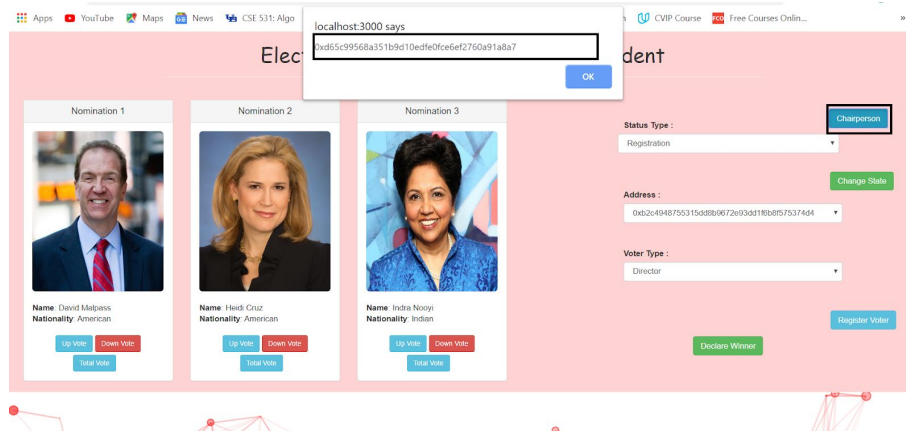 Apps YouTube Maps News CSE 531: Algo CVIP Course Free Courses Onlin... »
localhost:3000 says
0xd65c99568a351b9d10edfe0fce6ef2760a91a8a7
OK
Elec dent
Nomination 1 Nomination 2 Nomination 3
Chairperson
Status Type :
Registration
Change State
Address :
0xb2c4948755315dd8b9672e93dd1f6b8f575374d4
Voter Type :
Director
Name: David Malpass
Nationality: American
Up Vote Down Vote
Total Vote
Name: Heidi Cruz
Nationality: American
Up Vote Down Vote
Total Vote
Name: Indra Nooyi
Nationality: Indian
Up Vote Down Vote
Total Vote
Register Voter
Declare Winner